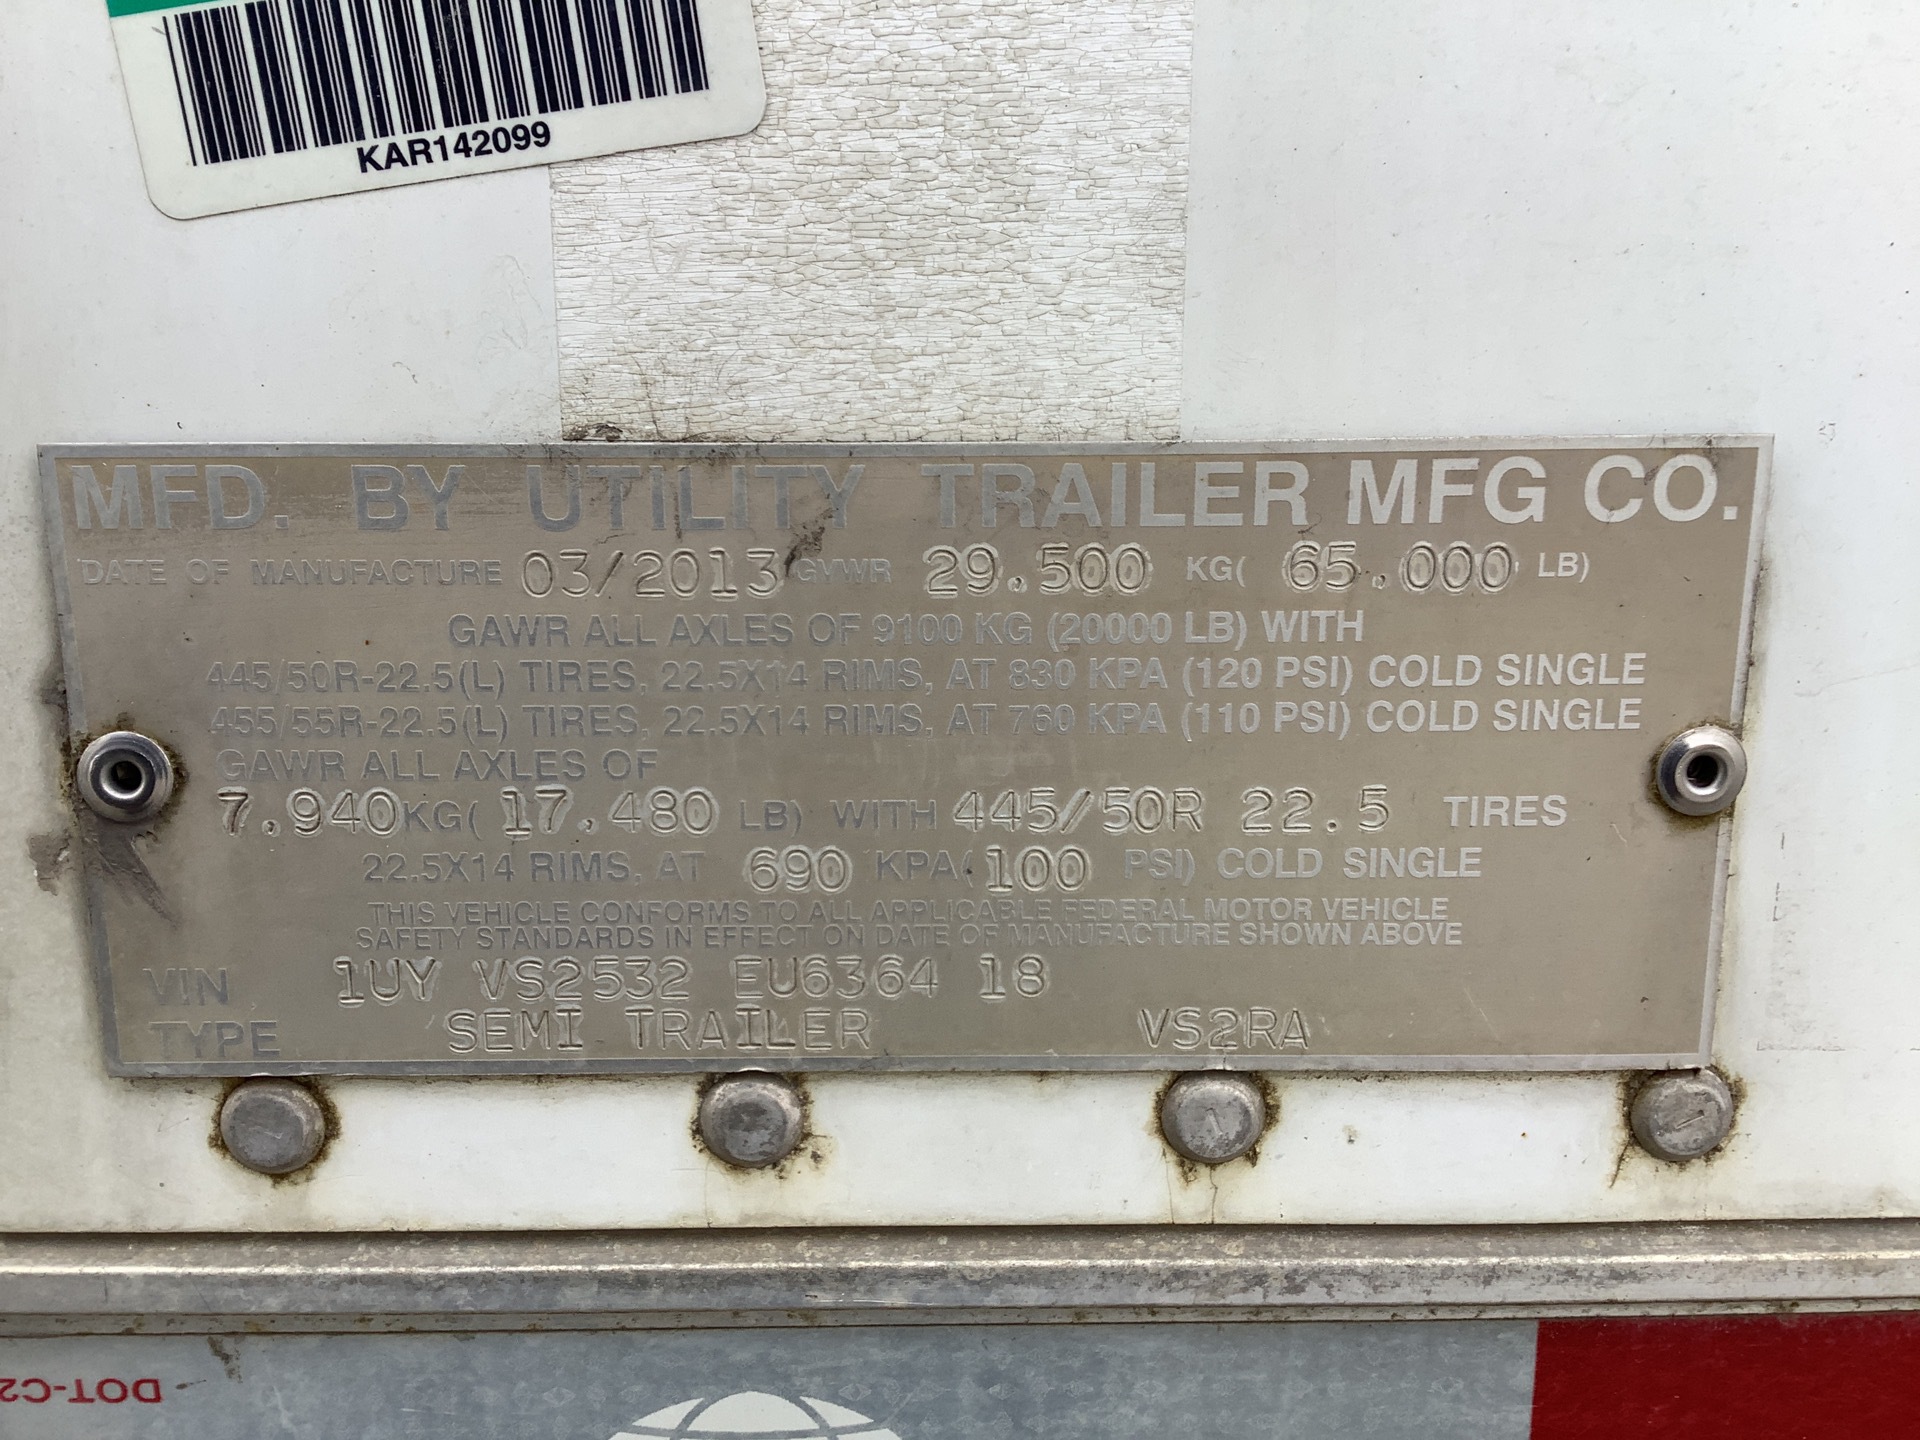 KAR142099
MFD. BY UTILITY TRAILER MFG CO.
DATE OF MANUFACTURE 03/2013 GVWR 29.500 KG( 65.000 LB)
GAWR ALL AXLES OF 9100 KG (20000 LB) WITH
445/50R-22.5(L) TIRES, 22.5X14 RIMS, AT 830 KPA (120 PSI) COLD SINGLE
455/55R-22.5(L) TIRES, 22.5X14 RIMS, AT 760 KPA (110 PSI) COLD SINGLE
GAWR ALL AXLES OF
7.940 KG( 17.480 LB) WITH 445/50R 22.5 TIRES
22.5X14 RIMS, AT 690 KPA( 100 PSI) COLD SINGLE
THIS VEHICLE CONFORMS TO ALL APPLICABLE FEDERAL MOTOR VEHICLE
SAFETY STANDARDS IN EFFECT ON DATE OF MANUFACTURE SHOWN ABOVE
VIN 1UY VS2532 EU6364 18
TYPE SEMI TRAILER VS2RA
DOT-C2